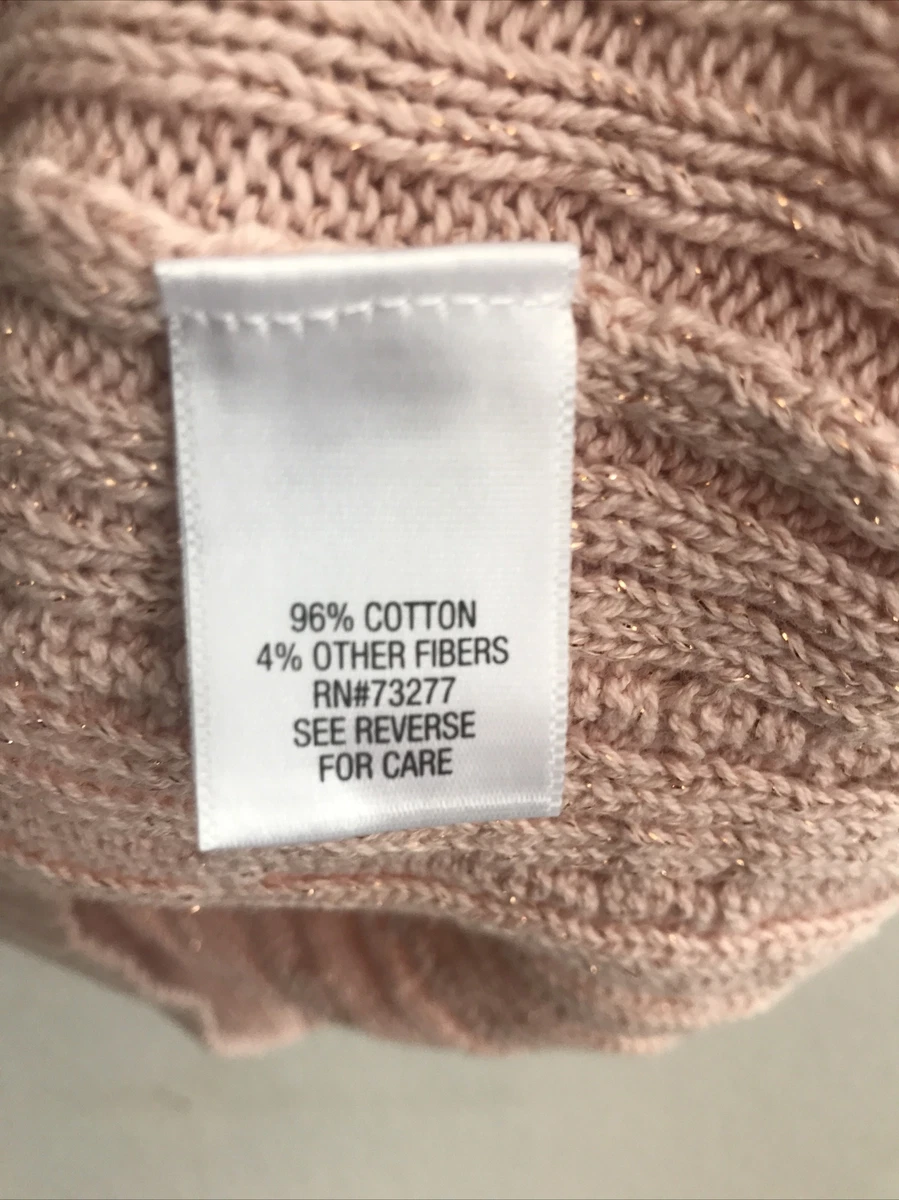 96% COTTON
4% OTHER FIBERS
RN#73277
SEE REVERSE
FOR CARE